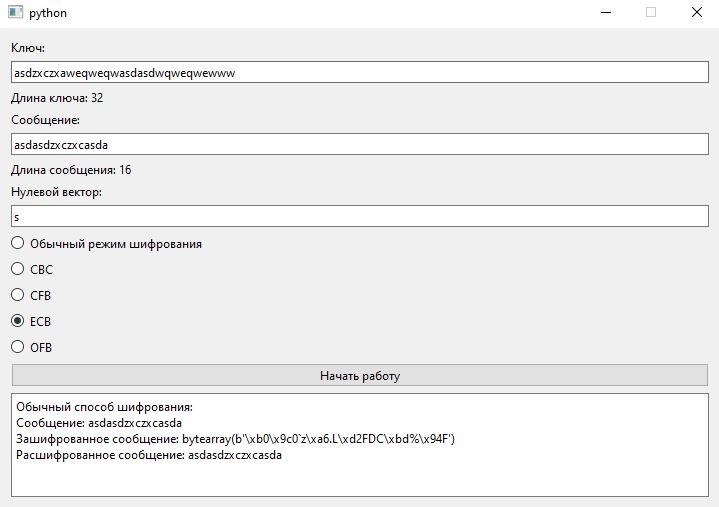 python
Ключ:
asdzxczxaweqweqwasdasdwqweqwewww
Длина ключа: 32
Сообщение:
asdasdzxczxcasda
Длина сообщения: 16
Нулевой вектор:
s
Обычный режим шифрования
CBC
CFB
ECB
OFB
Начать работу
Обычный способ шифрования:
Сообщение: asdasdzxczxcasda
Зашифрованное сообщение: bytearray(b'\xb0\x9c0`z\xa6.L\xd2FDC\xbd%\x94F')
Расшифрованное сообщение: asdasdzxczxcasda